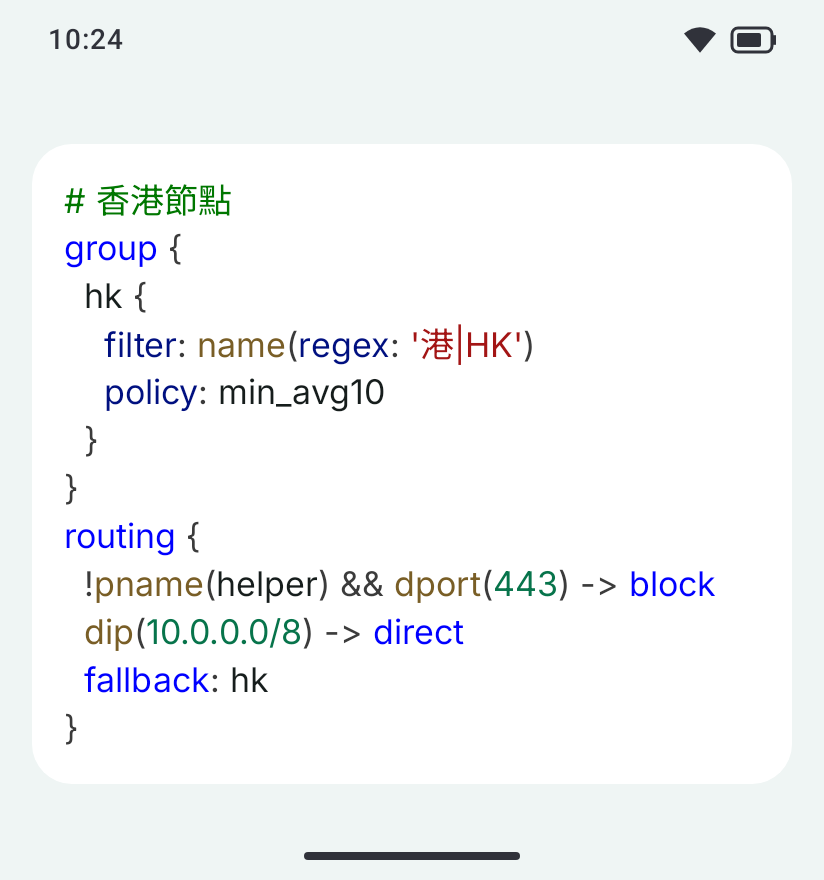 10:24
# 香港節點
group {
  hk {
    filter: name(regex: '港|HK')
    policy: min_avg10
  }
}
routing {
  !pname(helper) && dport(443) -> block
  dip(10.0.0.0/8) -> direct
  fallback: hk
}